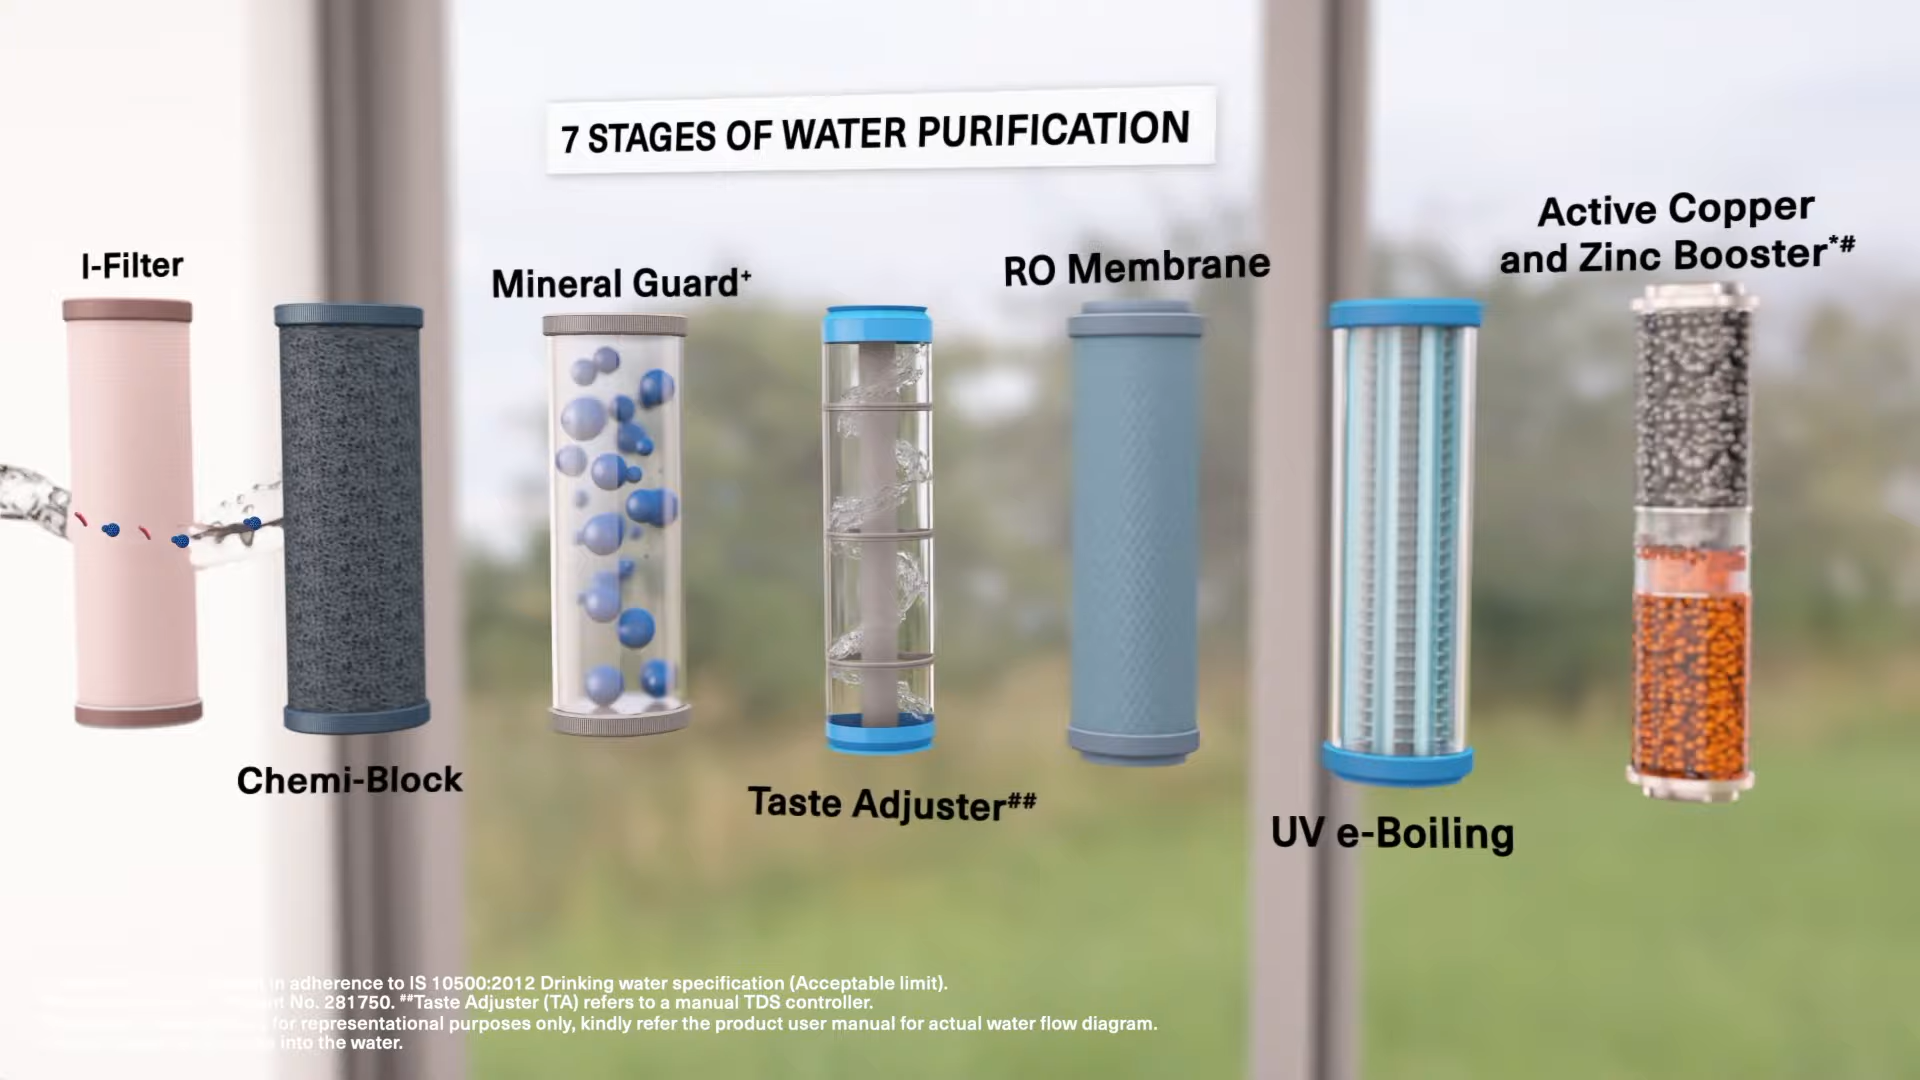 7 STAGES OF WATER PURIFICATION
I-Filter
Chemi-Block
Mineral Guard+
Taste Adjuster##
RO Membrane
UV e-Boiling
Active Copper
and Zinc Booster*#
in adherence to IS 10500:2012 Drinking water specification (Acceptable limit).
No. 281750. ##Taste Adjuster (TA) refers to a manual TDS controller.
for representational purposes only, kindly refer the product user manual for actual water flow diagram.
into the water.